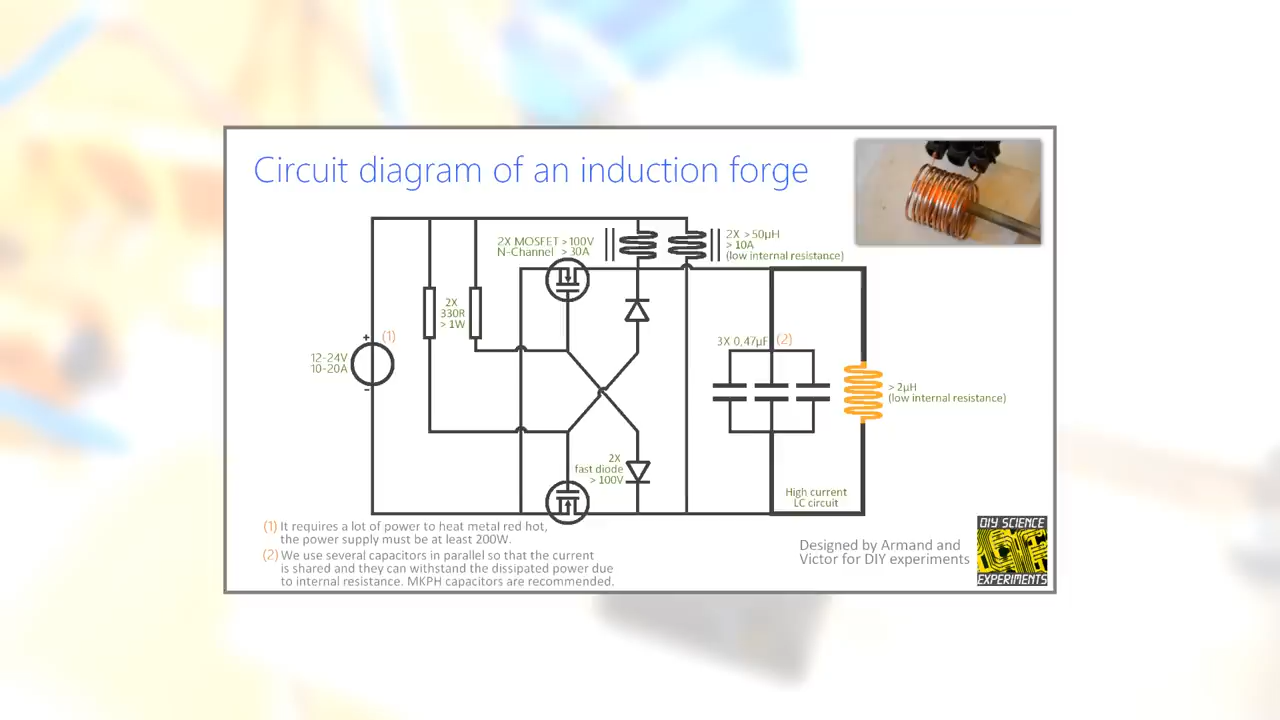 Circuit diagram of an induction forge
2X MOSFET >100V
N-Channel >30A
2X >50µH
> 10A
(low internal resistance)
2X
330R
> 1W
+
(1)
12-24V
10-20A
-
3X 0,47µF
(2)
> 2µH
(low internal resistance)
2X
fast diode
> 100V
High current
LC circuit
(1) It requires a lot of power to heat metal red hot,
the power supply must be at least 200W.
(2) We use several capacitors in parallel so that the current
is shared and they can withstand the dissipated power due
to internal resistance. MKPH capacitors are recommended.
Designed by Armand and
Victor for DIY experiments
DIY SCIENCE
EXPERIMENTS